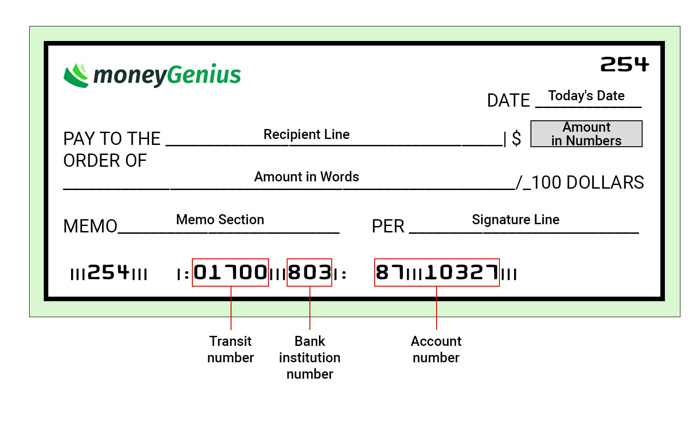 moneyGenius
254
DATE Today's Date
PAY TO THE ORDER OF Recipient Line | $ Amount in Numbers
Amount in Words /_100 DOLLARS
MEMO Memo Section PER Signature Line
254 01700 803 87 10327
Transit number
Bank institution number
Account number